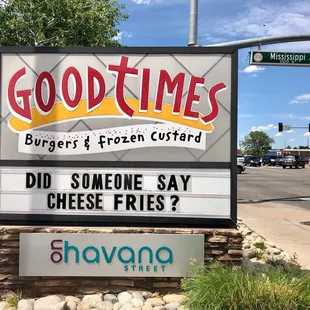 GOODTIMES
Burgers & frozen custard
DID SOMEONE SAY
CHEESE FRIES?
on havana
STREET
Mississippi